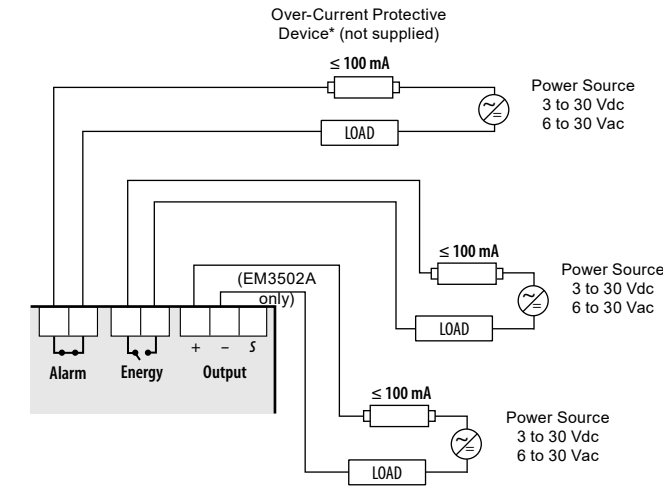 Over-Current Protective
Device* (not supplied)
≤ 100 mA
Power Source
3 to 30 Vdc
6 to 30 Vac
LOAD
≤ 100 mA
Power Source
3 to 30 Vdc
6 to 30 Vac
LOAD
(EM3502A
only)
+ – S
Alarm Energy Output
≤ 100 mA
Power Source
3 to 30 Vdc
6 to 30 Vac
LOAD